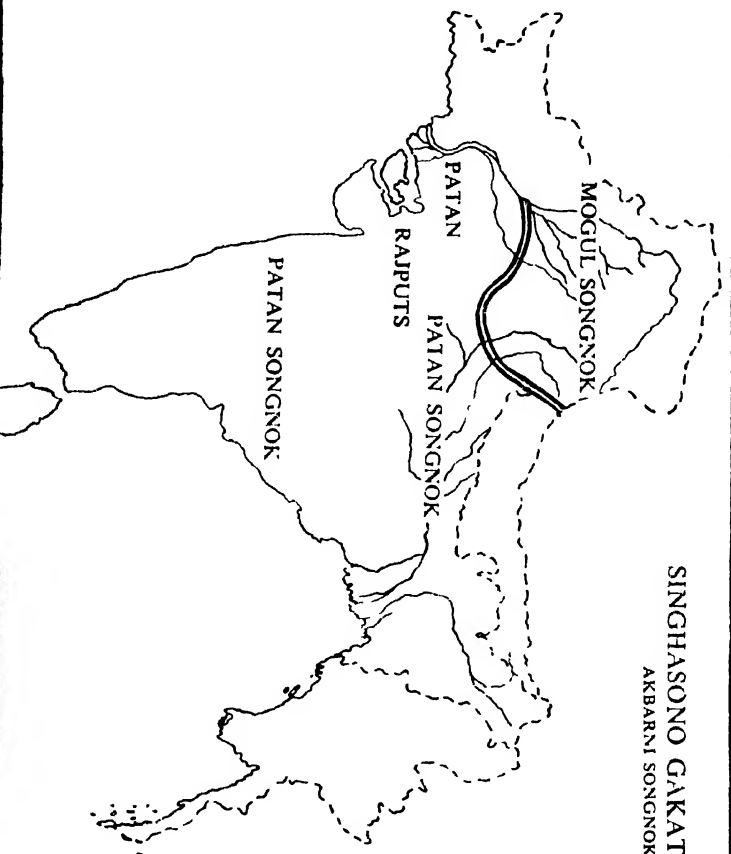 SINGHASONO GAKAT
AKBARNI SONGNOK
MOGUL SONGNOK
PATAN
RAJPUTS
PATAN SONGNOK
PATAN SONGNOK